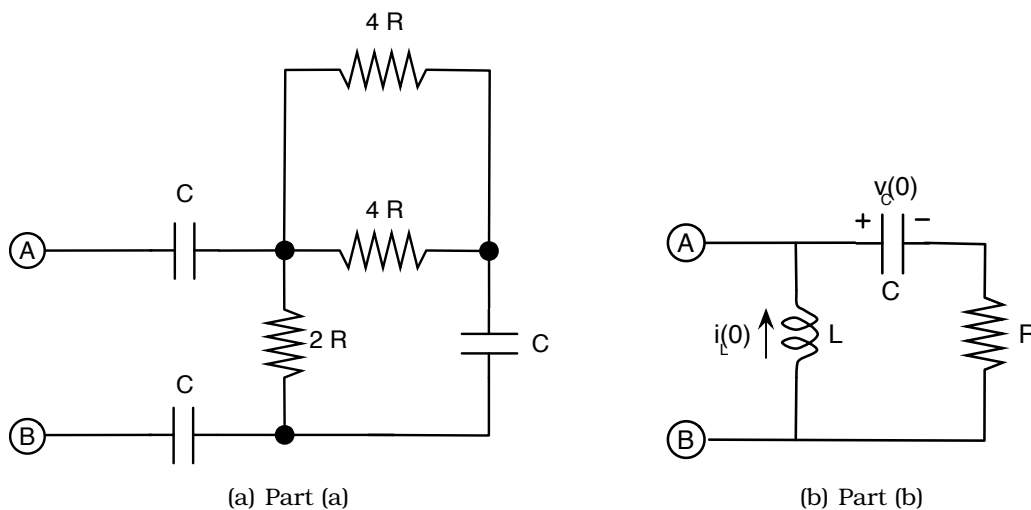 4 R
C
4 R
A
2 R
C
C
B
(a) Part (a)
v_C(0)
+ −
A
C
i_L(0)
L
R
B
(b) Part (b)